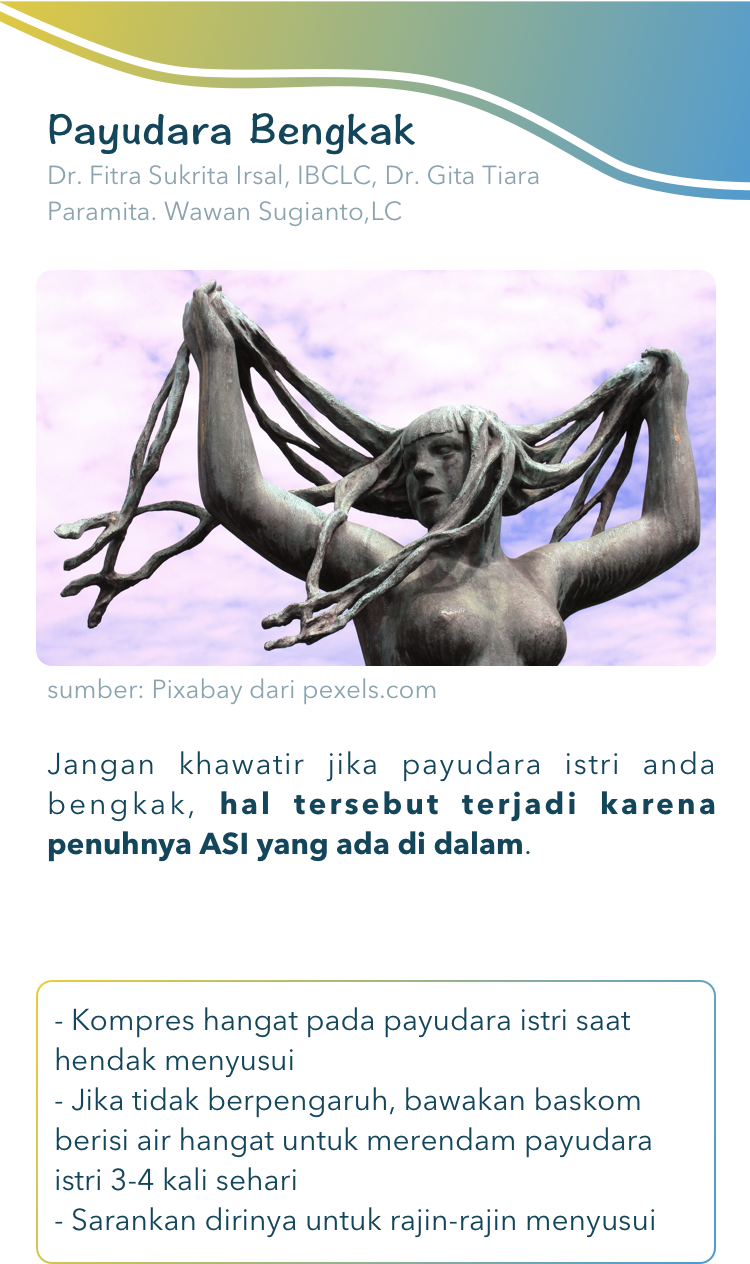 Payudara Bengkak
Dr. Fitra Sukrita Irsal, IBCLC, Dr. Gita Tiara
Paramita. Wawan Sugianto,LC
sumber: Pixabay dari pexels.com
Jangan khawatir jika payudara istri anda
bengkak, hal tersebut terjadi karena
penuhnya ASI yang ada di dalam.
- Kompres hangat pada payudara istri saat
hendak menyusui
- Jika tidak berpengaruh, bawakan baskom
berisi air hangat untuk merendam payudara
istri 3-4 kali sehari
- Sarankan dirinya untuk rajin-rajin menyusui